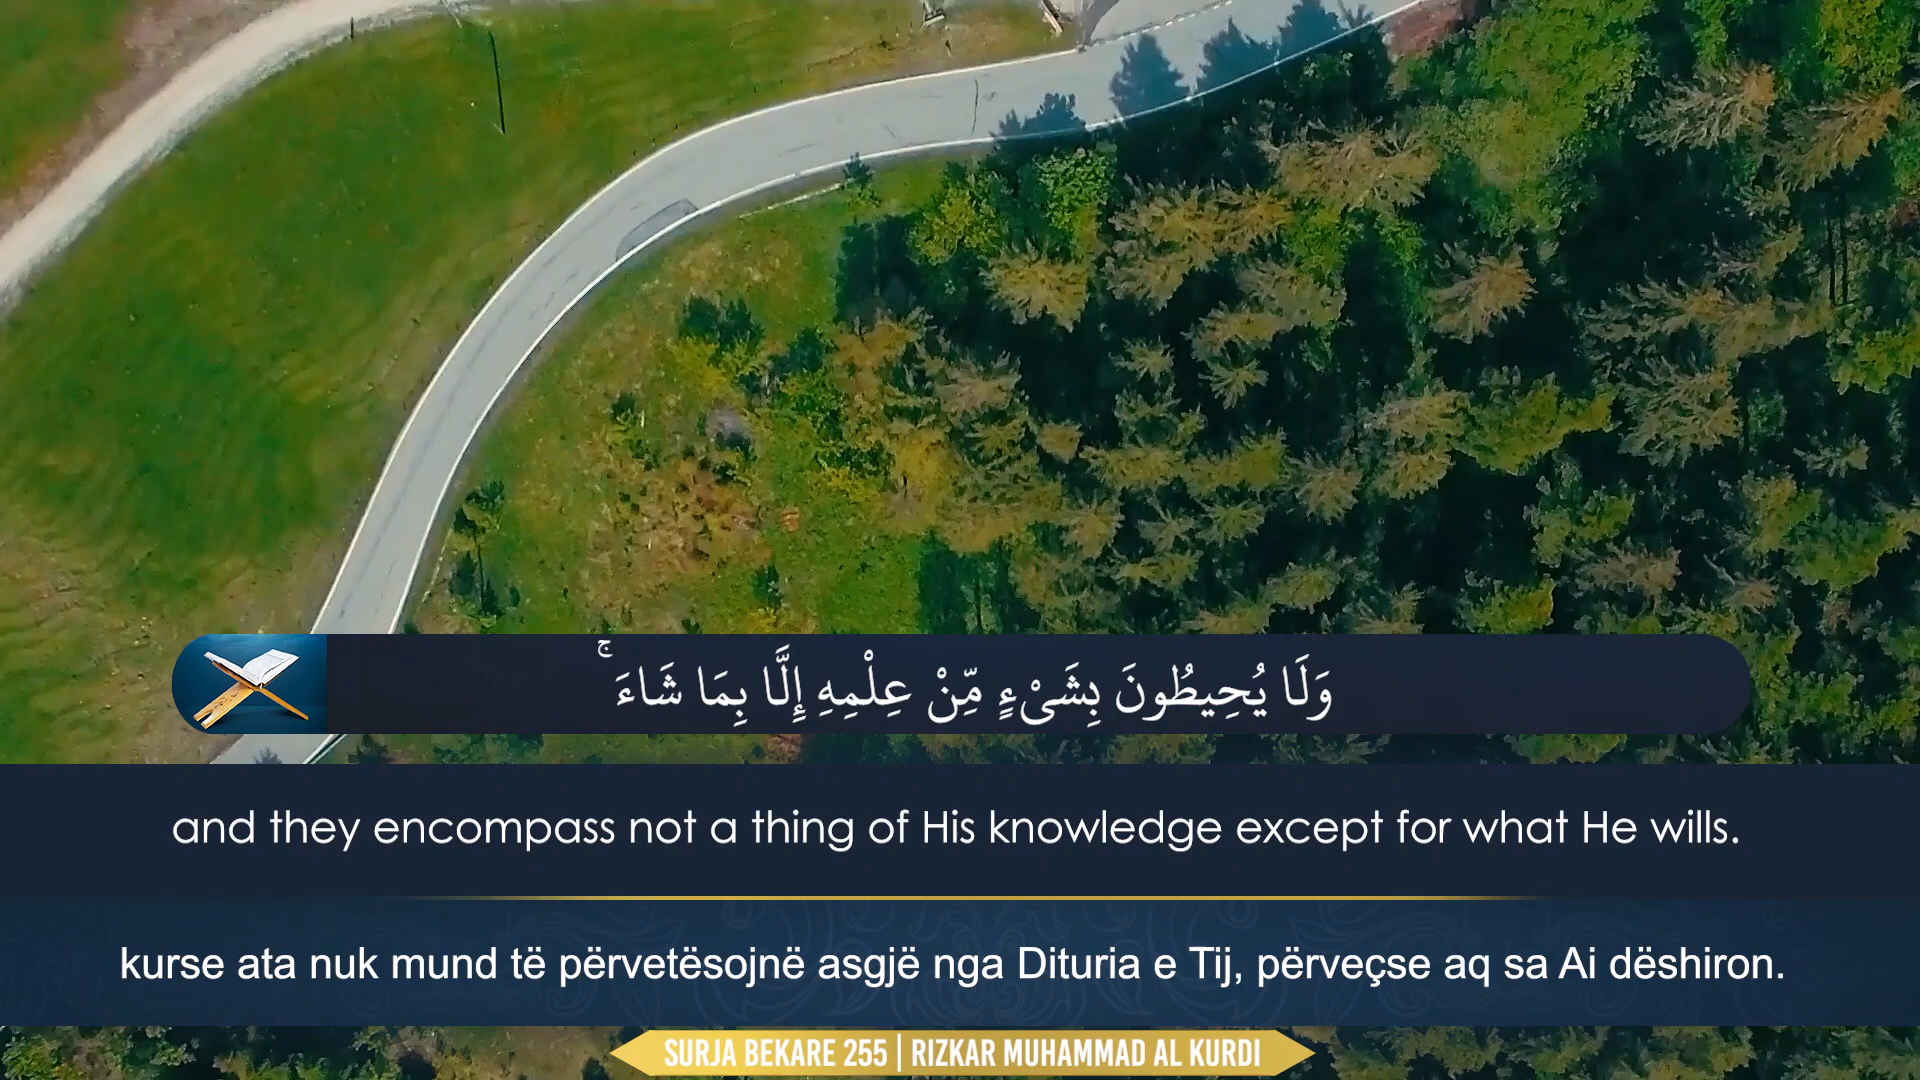 وَلَا يُحِيطُونَ بِشَىْءٍ مِّنْ عِلْمِهِ إِلَّا بِمَا شَاءَ ۚ
and they encompass not a thing of His knowledge except for what He wills.
kurse ata nuk mund të përvetësojnë asgjë nga Dituria e Tij, përveçse aq sa Ai dëshiron.
SURJA BEKARE 255 | RIZKAR MUHAMMAD AL KURDI